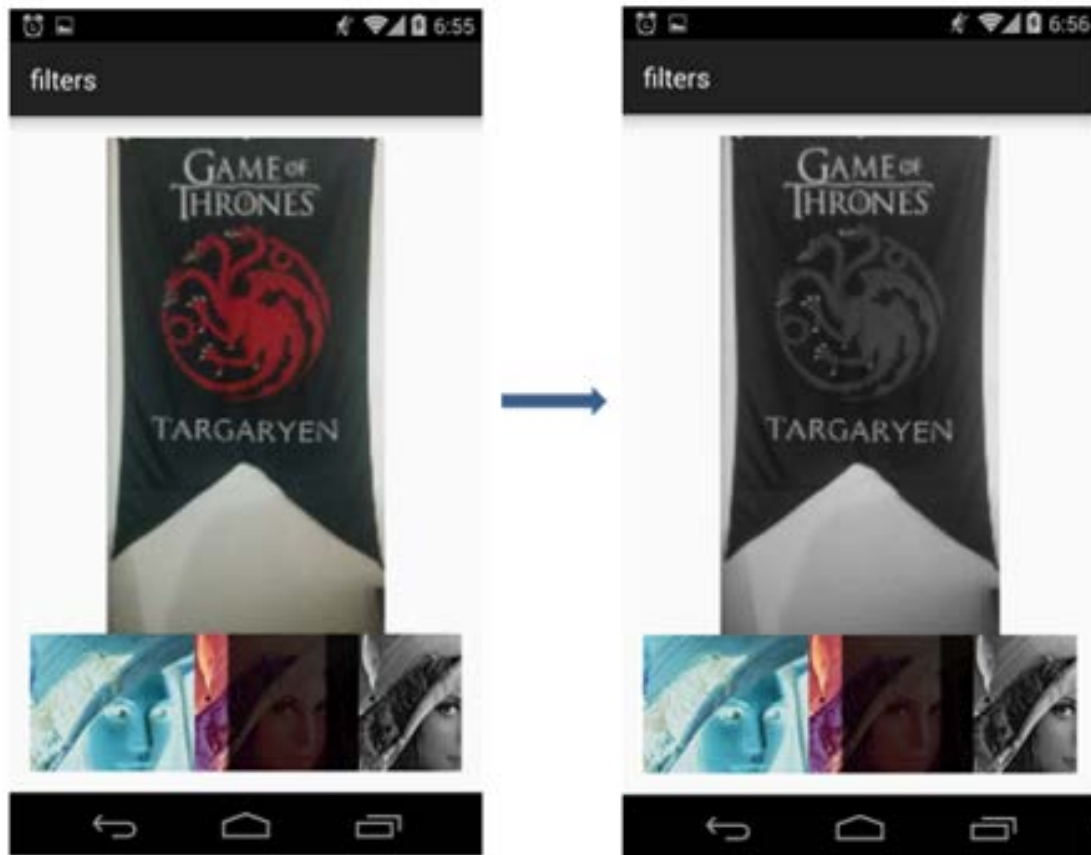 6:55
filters
GAME OF
THRONES
TARGARYEN
6:56
filters
GAME OF
THRONES
TARGARYEN